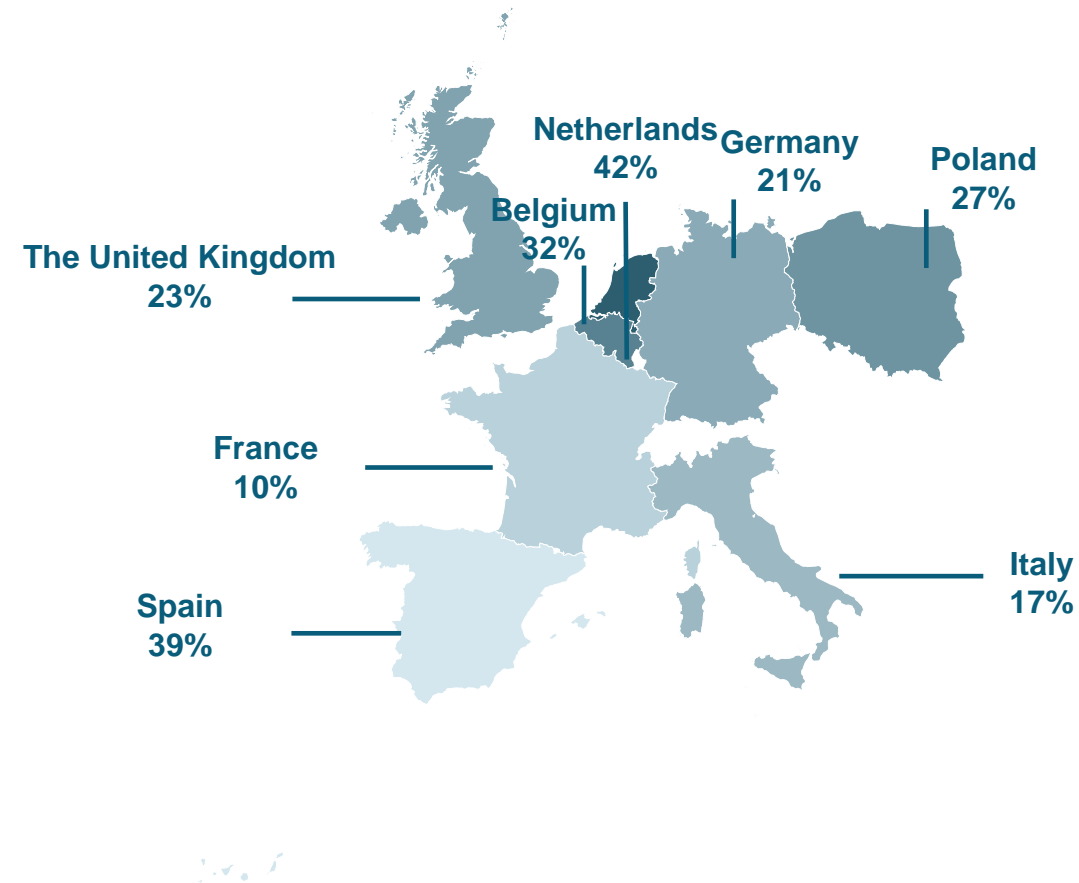 Netherlands
42%
Germany
21%
Poland
27%
Belgium
32%
The United Kingdom
23%
France
10%
Italy
17%
Spain
39%